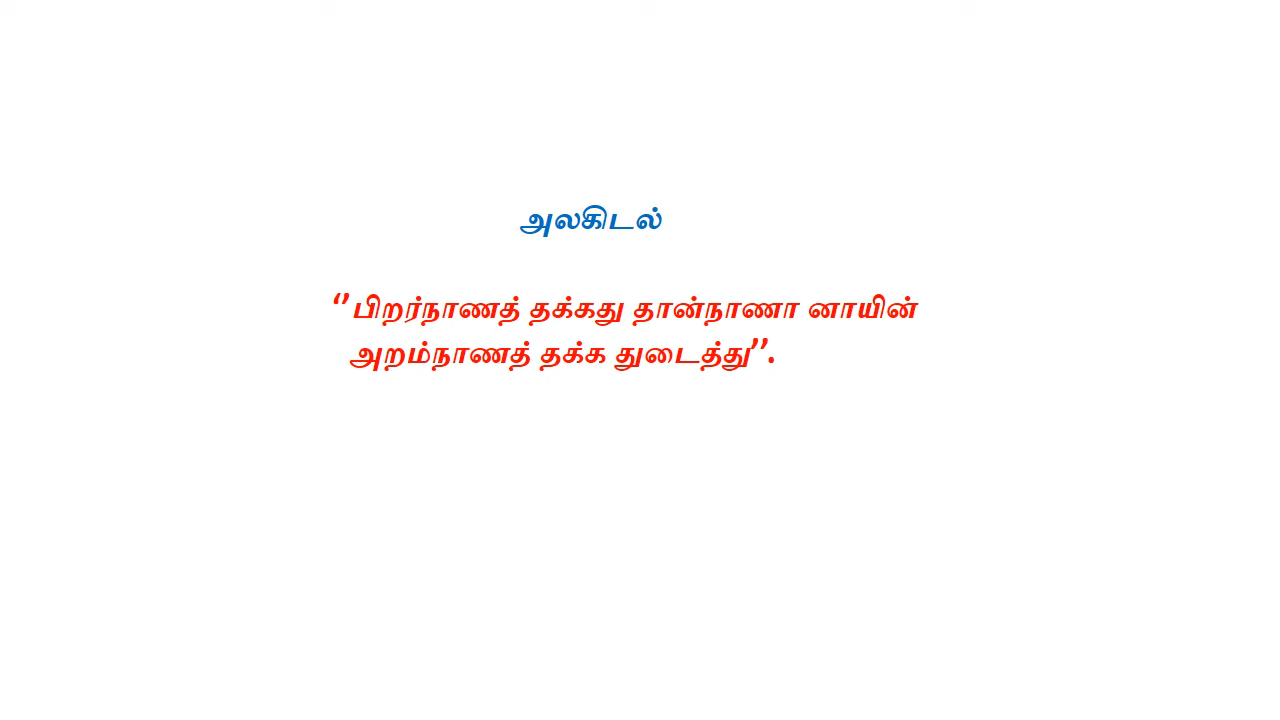 அலகிடல்
‘’பிறர்நாணத் தக்கது தான்நாணா னாயின்
அறம்நாணத் தக்க துடைத்து’’.